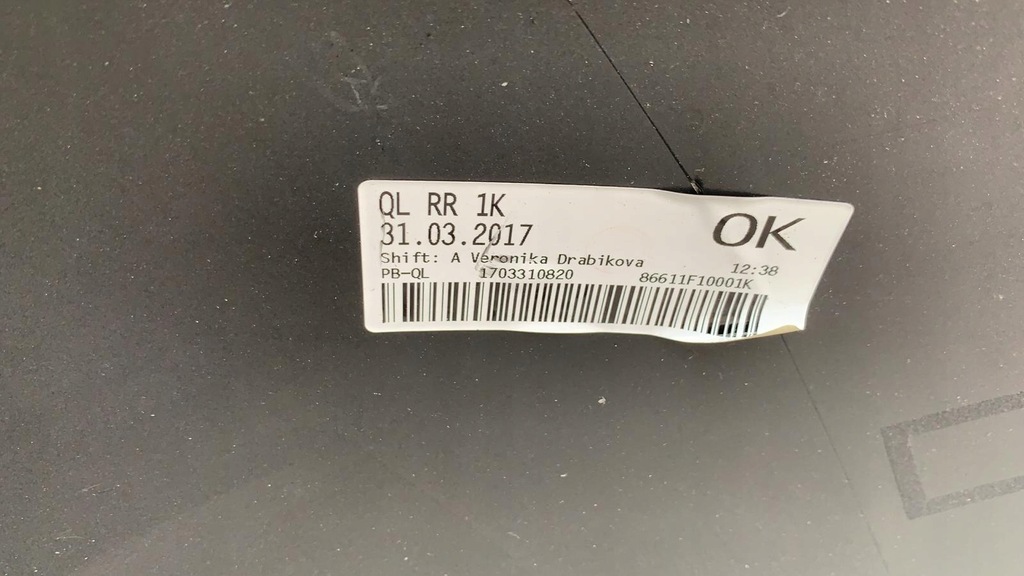 QL RR 1K
31.03.2017
OK
Shift: A Veronika Drabikova
12:38
PB-QL 1703310820 86611F10001K